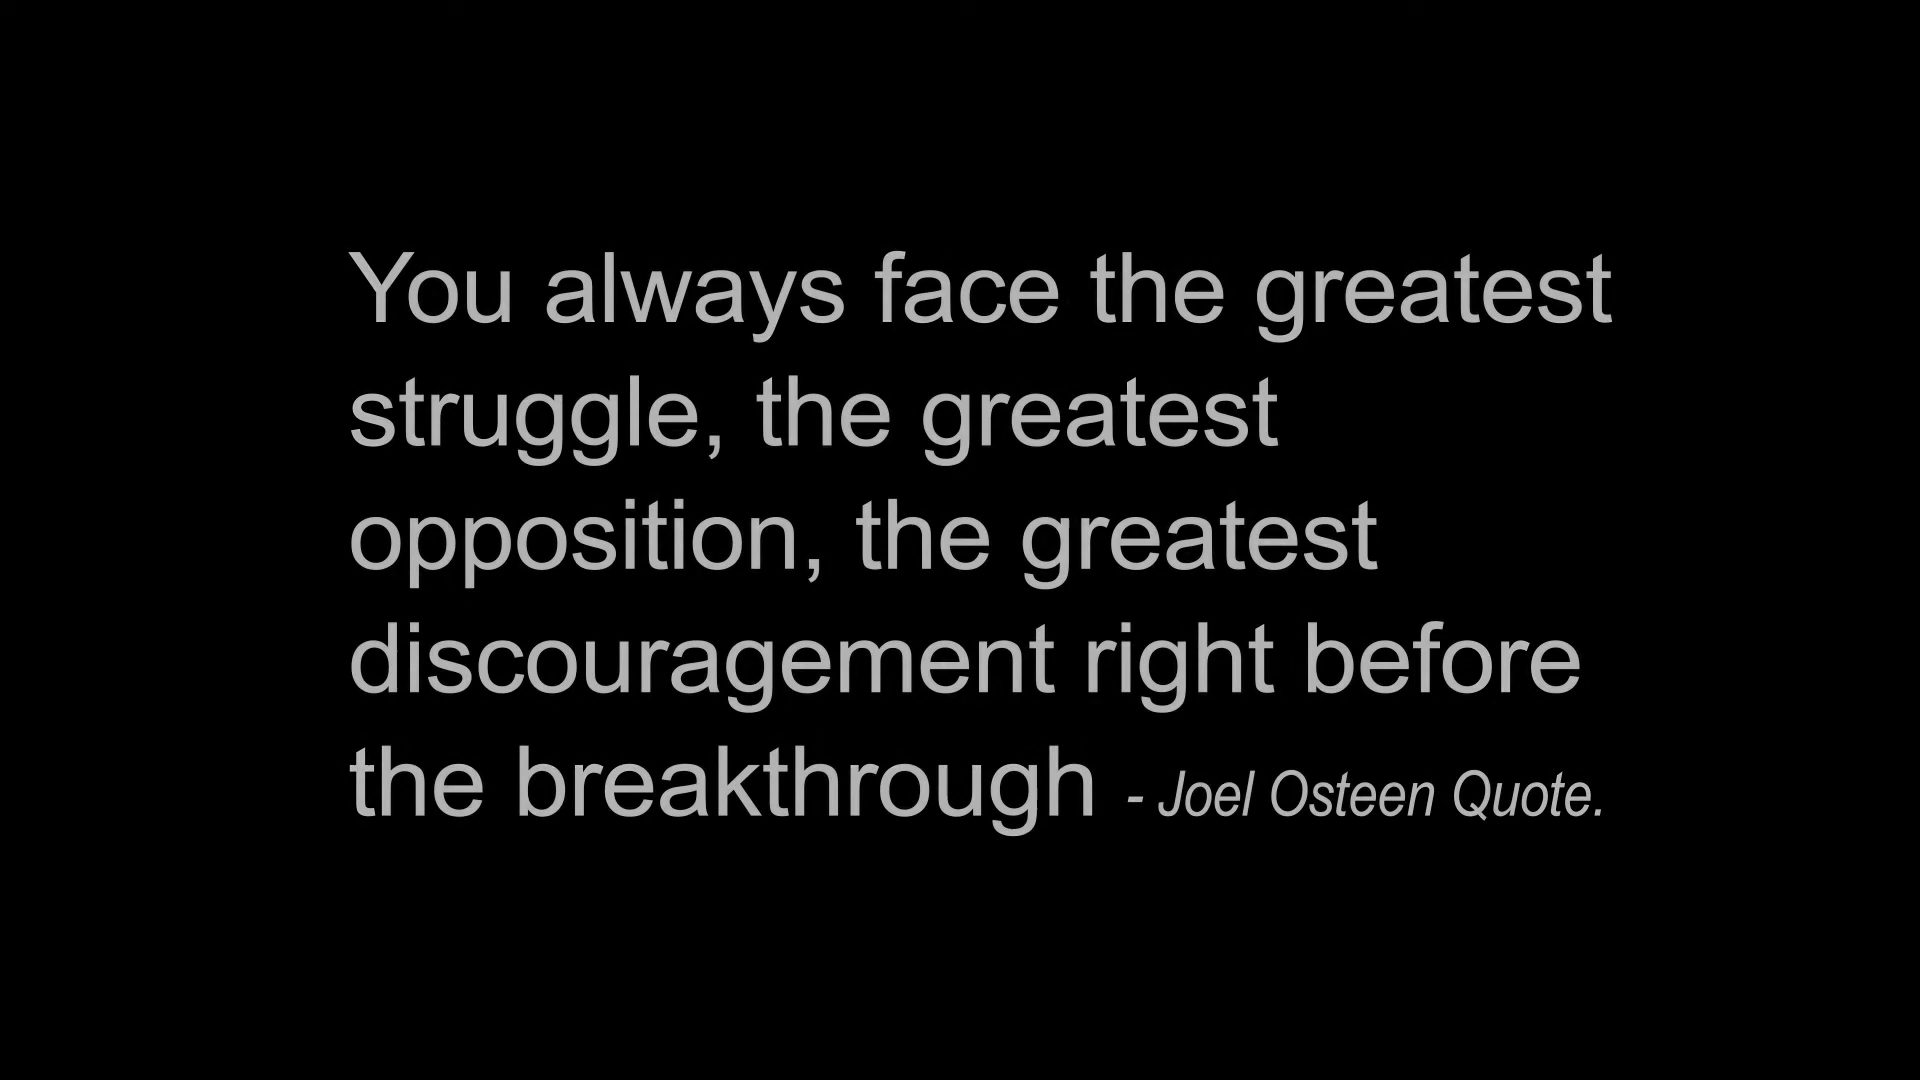 You always face the greatest
struggle, the greatest
opposition, the greatest
discouragement right before
the breakthrough - Joel Osteen Quote.